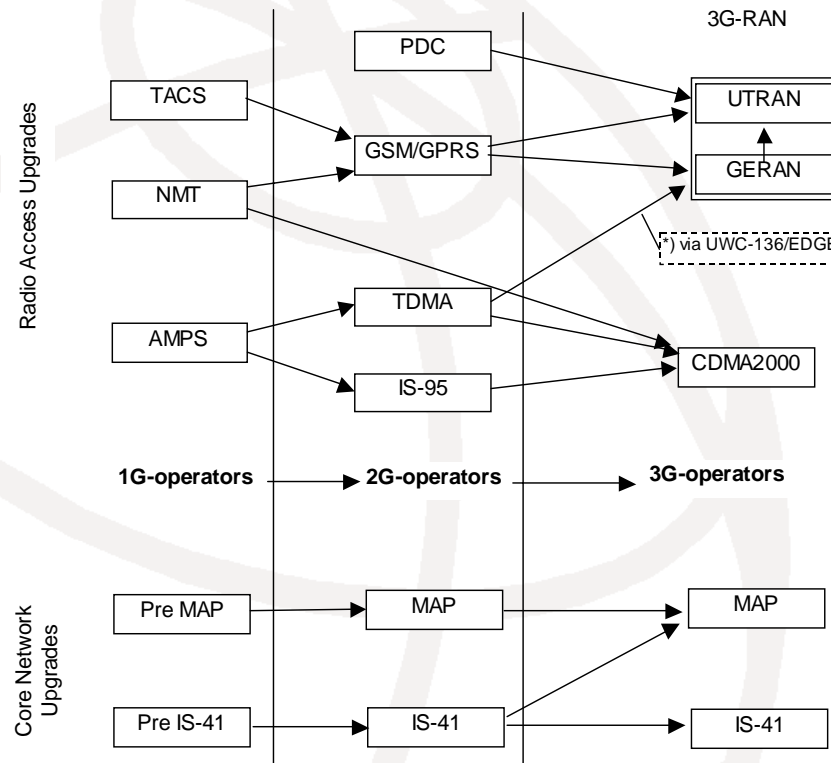 3G-RAN
PDC
TACS
UTRAN
GSM/GPRS
GERAN
NMT
*) via UWC-136/EDGE
TDMA
AMPS
CDMA2000
IS-95
Radio Access Upgrades
1G-operators
2G-operators
3G-operators
Pre MAP
MAP
MAP
Core Network
Upgrades
Pre IS-41
IS-41
IS-41